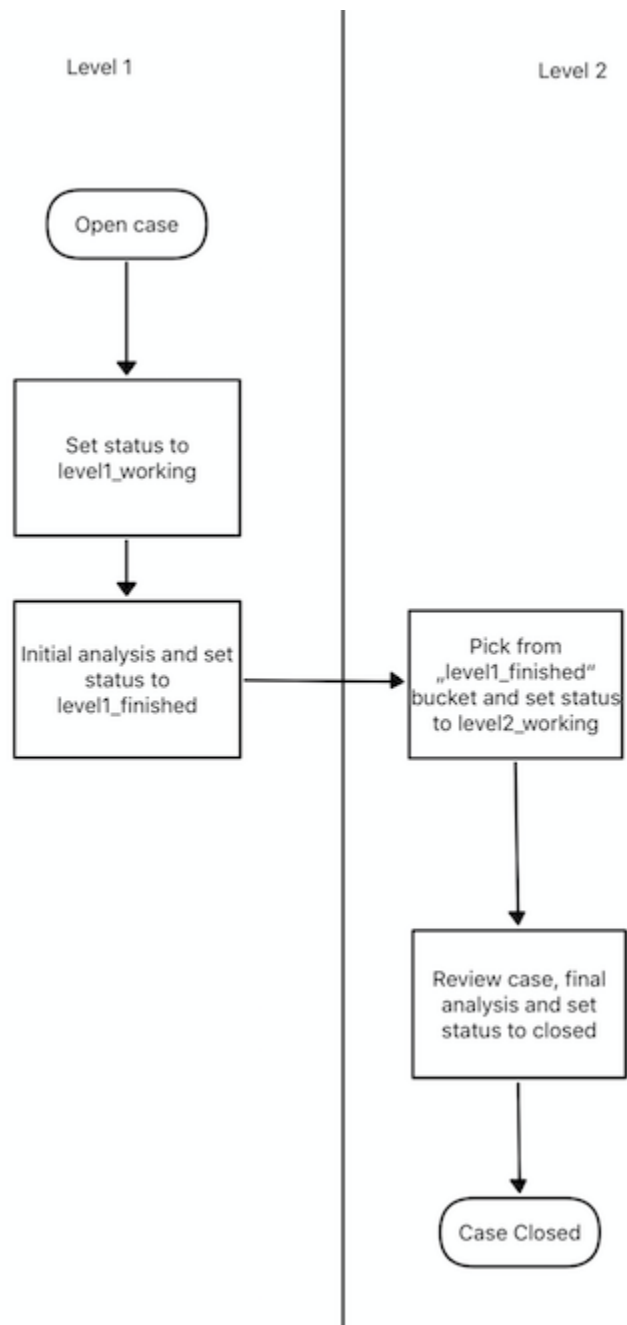 Level 1
Level 2
Open case
Set status to
level1_working
Initial analysis and set
status to
level1_finished
Pick from
„level1_finished“
bucket and set status
to level2_working
Review case, final
analysis and set
status to closed
Case Closed